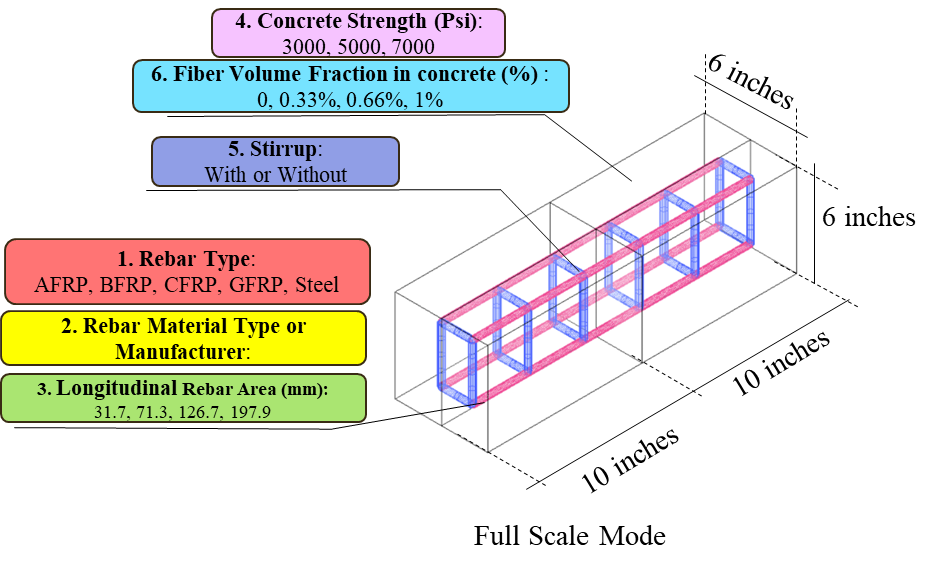 4. Concrete Strength (Psi):
3000, 5000, 7000
6. Fiber Volume Fraction in concrete (%) :
0, 0.33%, 0.66%, 1%
5. Stirrup:
With or Without
1. Rebar Type:
AFRP, BFRP, CFRP, GFRP, Steel
2. Rebar Material Type or
Manufacturer:
3. Longitudinal Rebar Area (mm):
31.7, 71.3, 126.7, 197.9
6 inches
6 inches
10 inches
10 inches
Full Scale Mode